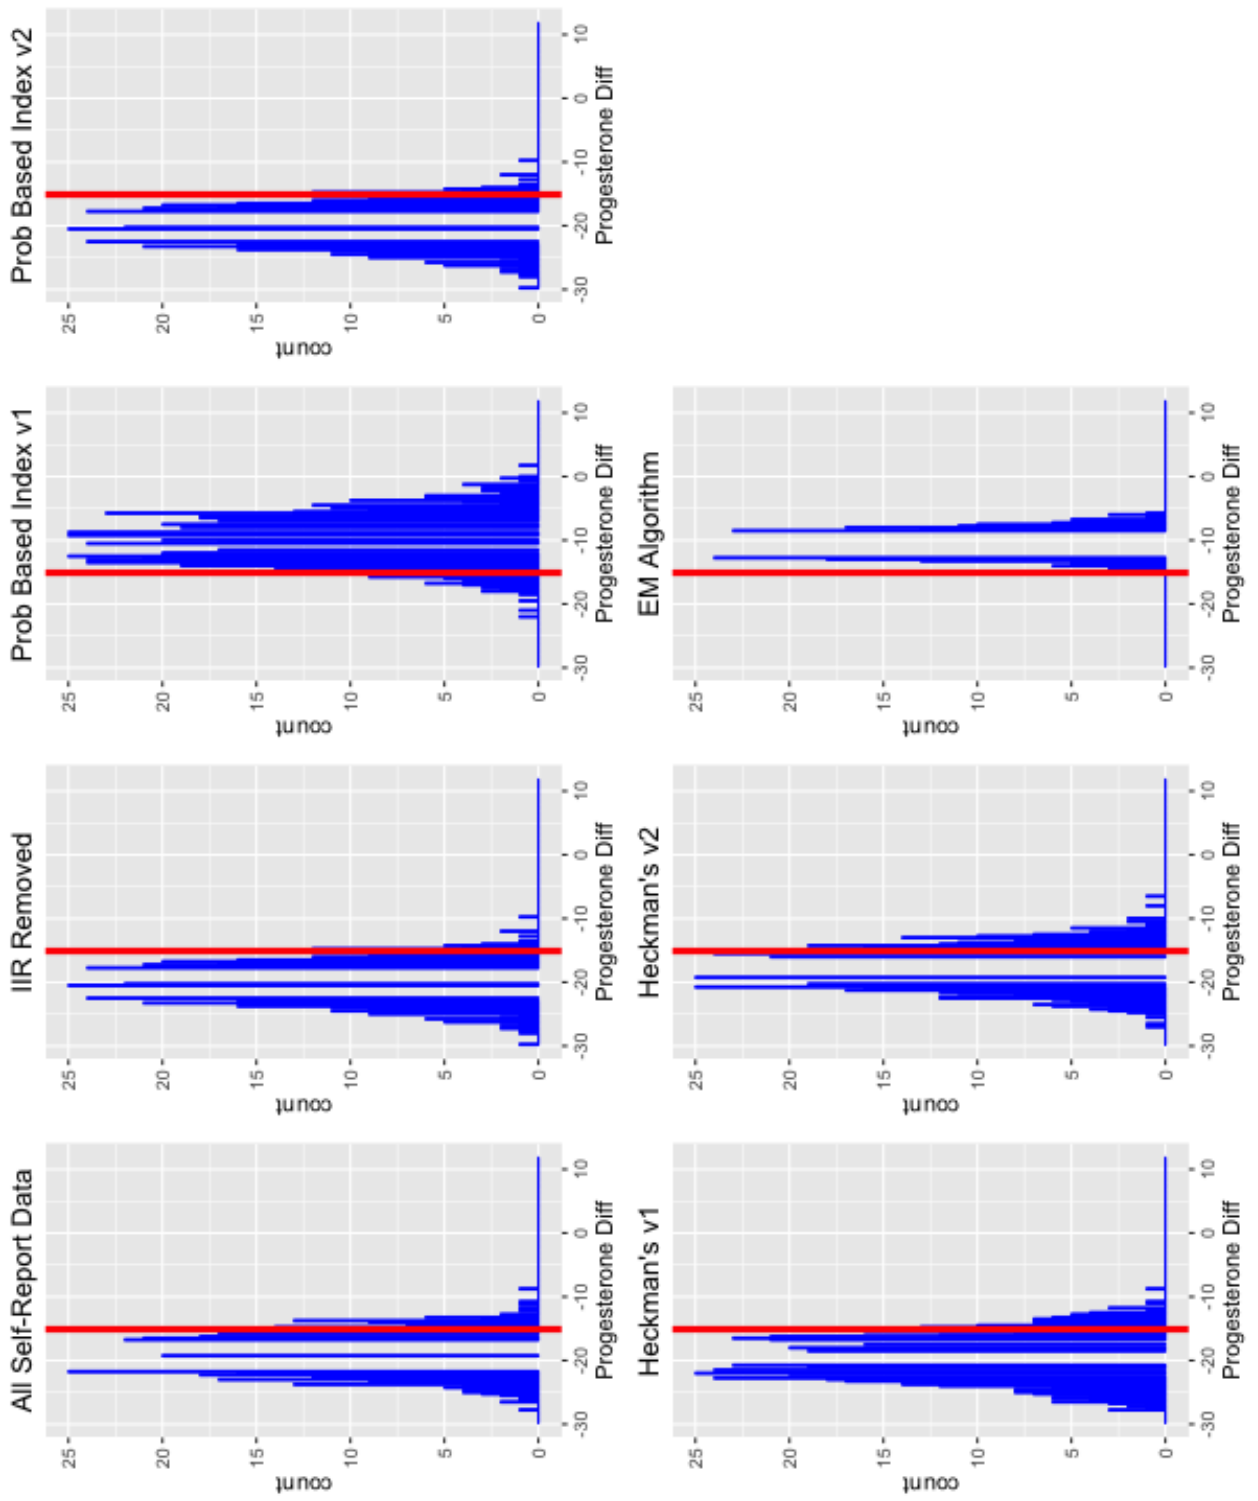 All Self-Report Data
count
25
20
15
10
5
0
-30 -20 -10 0 10
Progesterone Diff
IIR Removed
count
25
20
15
10
5
0
-30 -20 -10 0 10
Progesterone Diff
Prob Based Index v1
count
25
20
15
10
5
0
-30 -20 -10 0 10
Progesterone Diff
Prob Based Index v2
count
25
20
15
10
5
0
-30 -20 -10 0 10
Progesterone Diff
Heckman's v1
count
25
20
15
10
5
0
-30 -20 -10 0 10
Progesterone Diff
Heckman's v2
count
25
20
15
10
5
0
-30 -20 -10 0 10
Progesterone Diff
EM Algorithm
count
25
20
15
10
5
0
-30 -20 -10 0 10
Progesterone Diff